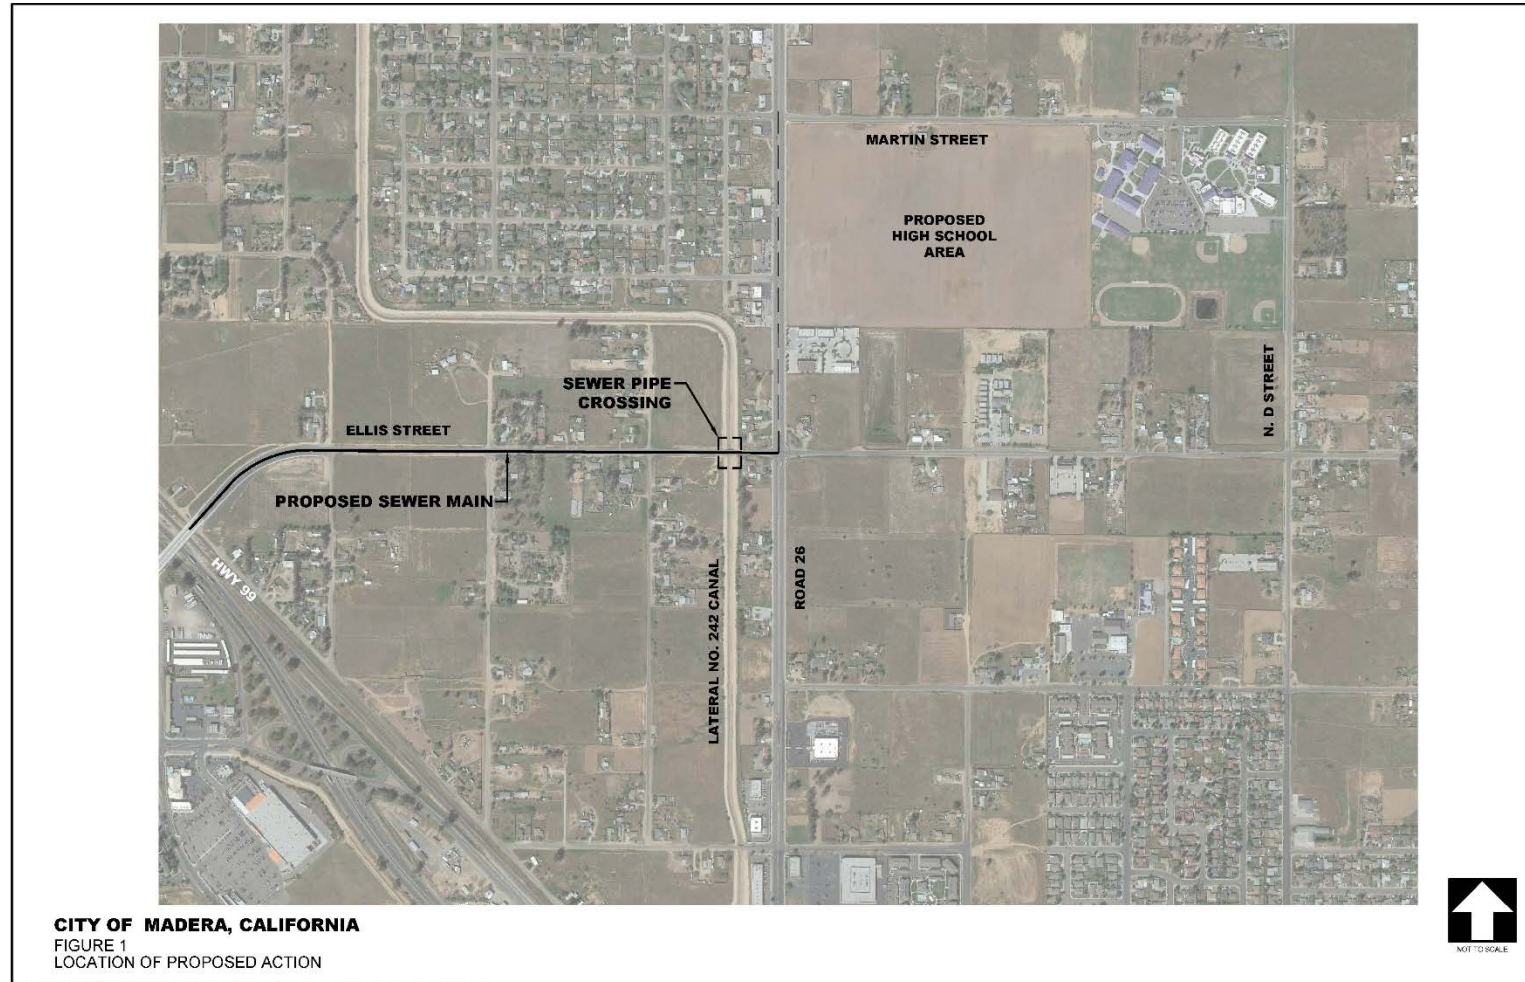 MARTIN STREET
PROPOSED
HIGH SCHOOL
AREA
N. D STREET
SEWER PIPE
CROSSING
ELLIS STREET
PROPOSED SEWER MAIN
HWY 99
LATERAL NO. 242 CANAL
ROAD 26
CITY OF MADERA, CALIFORNIA
FIGURE 1
LOCATION OF PROPOSED ACTION
NOT TO SCALE